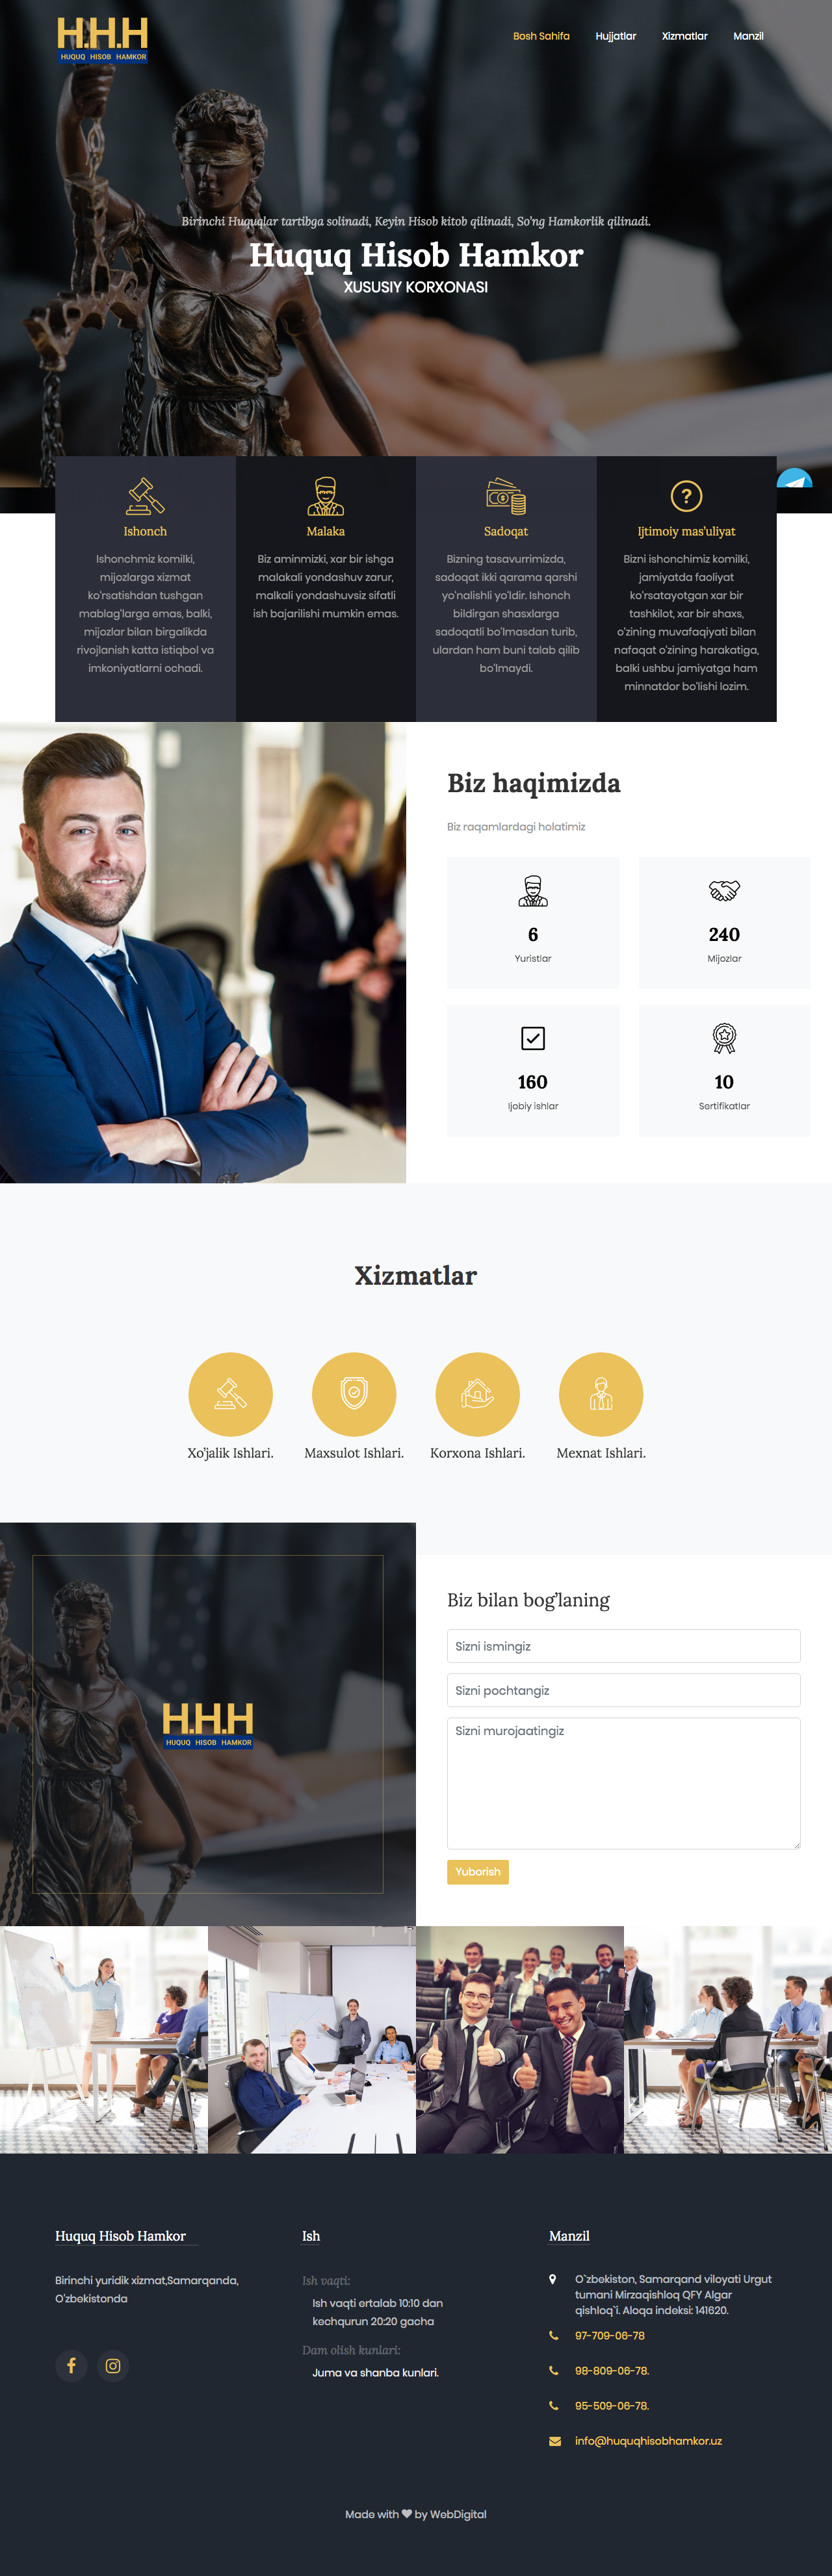 H.H.H
HUQUQ HISOB HAMKOR
Bosh Sahifa
Hujjatlar
Xizmatlar
Manzil
Birinchi Huquqlar tartibga solinadi, Keyin Hisob kitob qilinadi, So'ng Hamkorlik qilinadi.
Huquq Hisob Hamkor
XUSUSIY KORXONASI
Ishonch
Ishonchmiz komilki,
mijozlarga xizmat
ko'rsatishdan tushgan
mablag'larga emas, balki,
mijozlar bilan birgalikda
rivojlanish katta istiqbol va
imkoniyatlarni ochadi.
Malaka
Biz aminmizki, xar bir ishga
malakali yondashuv zarur,
malkali yondashuvsiz sifatli
ish bajarilishi mumkin emas.
Sadoqat
Bizning tasavurrimizda,
sadoqat ikki qarama qarshi
yo'nalishli yo'ldir. Ishonch
bildirgan shasxlarga
sadoqatli bo'lmasdan turib,
ulardan ham buni talab qilib
bo'lmaydi.
Ijtimoiy mas'uliyat
Bizni ishonchimiz komilki,
jamiyatda faoliyat
ko'rsatayotgan xar bir
tashkilot, xar bir shaxs,
o'zining muvafaqiyati bilan
nafaqat o'zining harakatiga,
balki ushbu jamiyatga ham
minnatdor bo'lishi lozim.
Biz haqimizda
Biz raqamlardagi holatimiz
6
Yuristlar
240
Mijozlar
160
Ijobiy ishlar
10
Sertifikatlar
Xizmatlar
Xo'jalik Ishlari.
Maxsulot Ishlari.
Korxona Ishlari.
Mexnat Ishlari.
H.H.H
HUQUQ HISOB HAMKOR
Biz bilan bog'laning
Sizni ismingiz
Sizni pochtangiz
Sizni murojaatingiz
Yuborish
Huquq Hisob Hamkor
Birinchi yuridik xizmat,Samarqanda,
O'zbekistonda
Ish
Ish vaqti:
Ish vaqti ertalab 10:10 dan
kechqurun 20:20 gacha
Dam olish kunlari:
Juma va shanba kunlari.
Manzil
O`zbekiston, Samarqand viloyati Urgut
tumani Mirzaqishloq QFY Algar
qishloq`i. Aloqa indeksi: 141620.
97-709-06-78
98-809-06-78.
95-509-06-78.
info@huquqhisobhamkor.uz
Made with ❤ by WebDigital